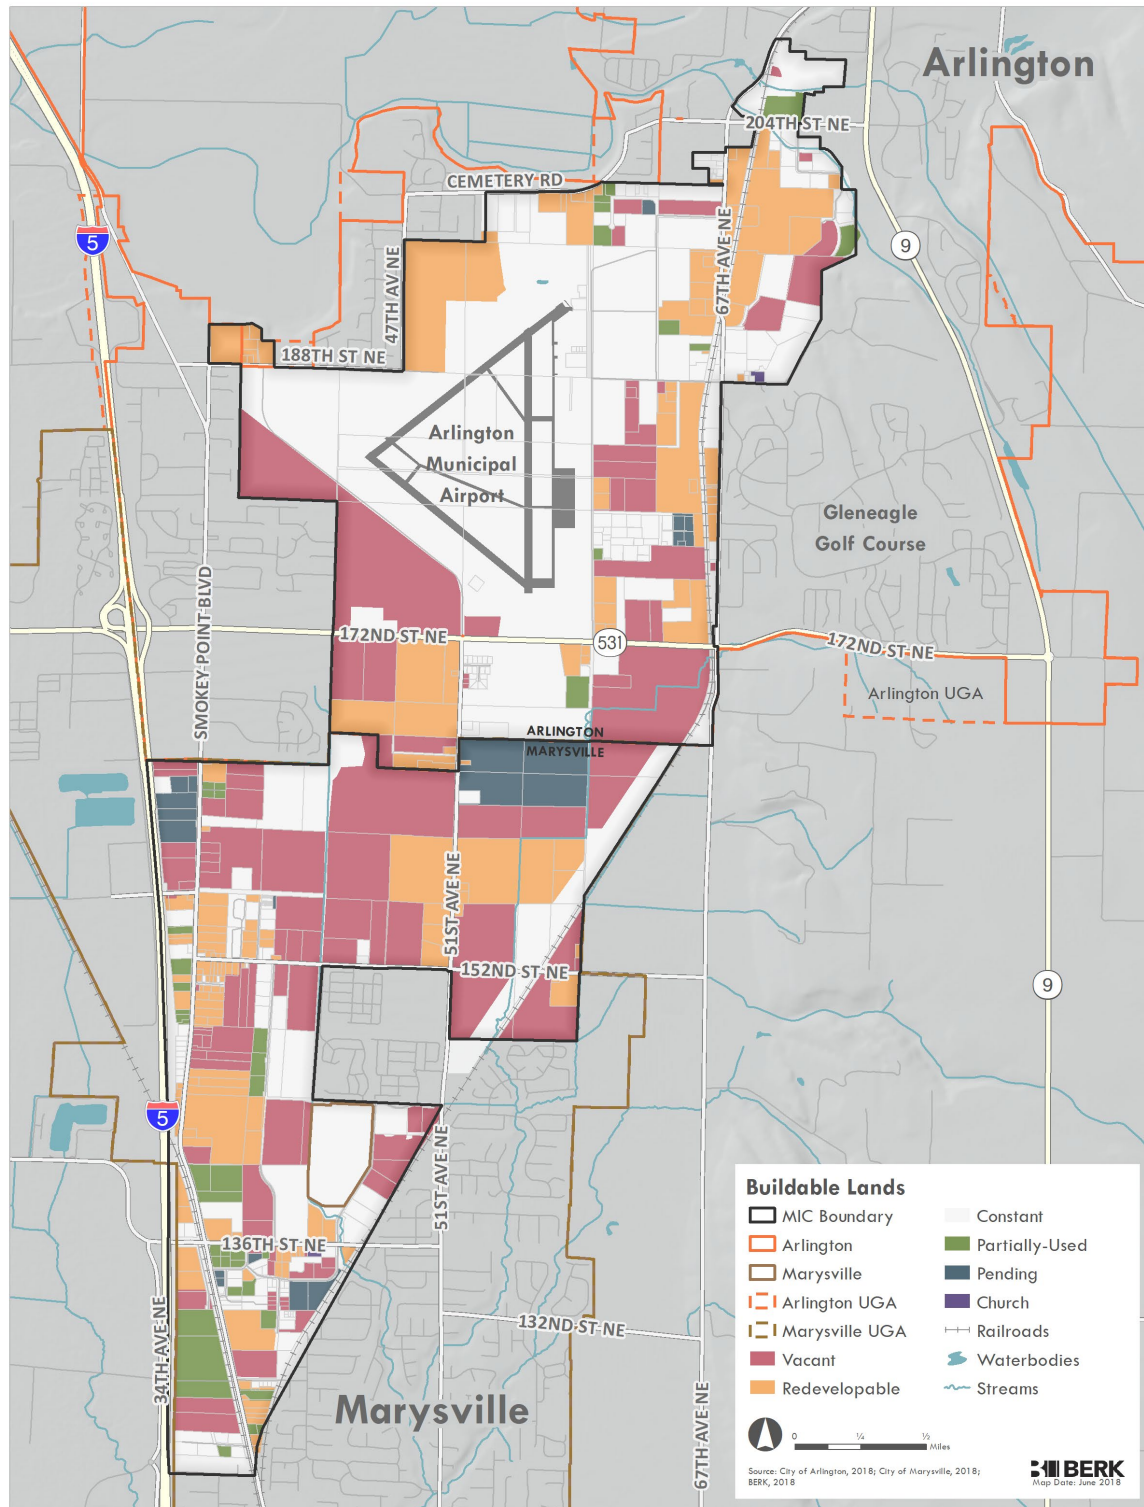 Arlington
204TH ST NE
CEMETERY RD
5
9
47TH AV NE
67TH AVE NE
188TH ST NE
Arlington
Municipal
Airport
Gleneagle
Golf Course
SMOKEY POINT BLVD
172ND ST NE
531
172ND ST NE
Arlington UGA
ARLINGTON
MARYSVILLE
51ST AVE NE
152ND ST NE
9
5
51ST AVE NE
136TH ST NE
34TH AVE NE
132ND ST NE
67TH AVE NE
Marysville
Buildable Lands
MIC Boundary
Arlington
Marysville
Arlington UGA
Marysville UGA
Vacant
Redevelopable
Constant
Partially-Used
Pending
Church
Railroads
Waterbodies
Streams
0 ¼ ½
Miles
Source: City of Arlington, 2018; City of Marysville, 2018;
BERK, 2018
BERK
Map Date: June 2018